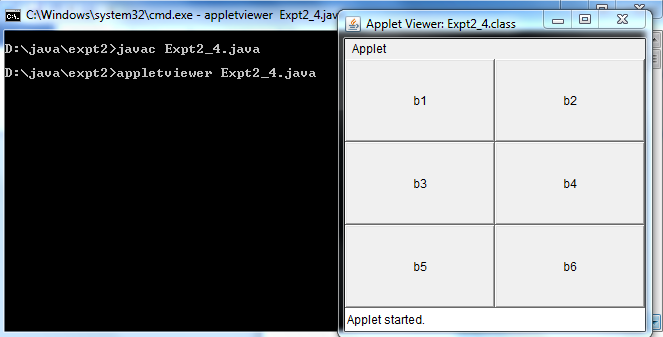 C:\Windows\system32\cmd.exe - appletviewer Expt2_4.jav
D:\java\expt2>javac Expt2_4.java
D:\java\expt2>appletviewer Expt2_4.java
Applet Viewer: Expt2_4.class
Applet
b1 b2
b3 b4
b5 b6
Applet started.